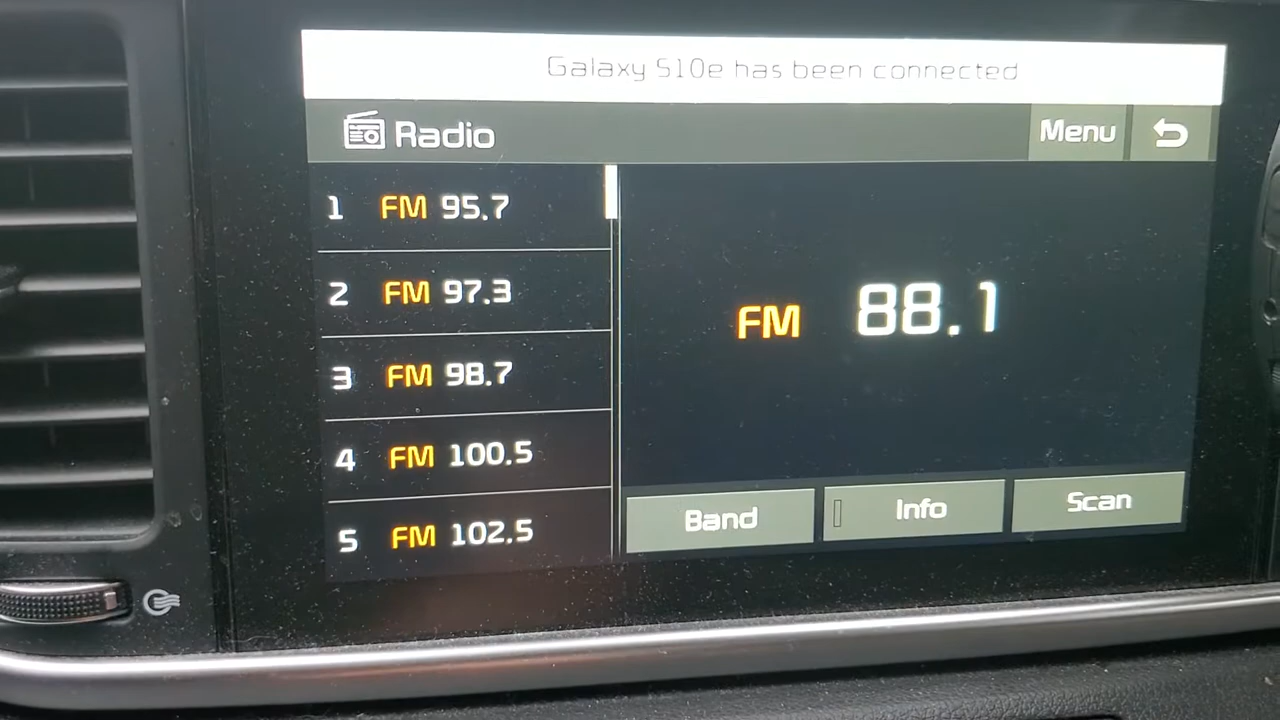 Galaxy S10e has been connected
Radio
Menu
1 FM 95.7
2 FM 97.3
3 FM 98.7
4 FM 100.5
5 FM 102.5
FM 88.1
Band
Info
Scan